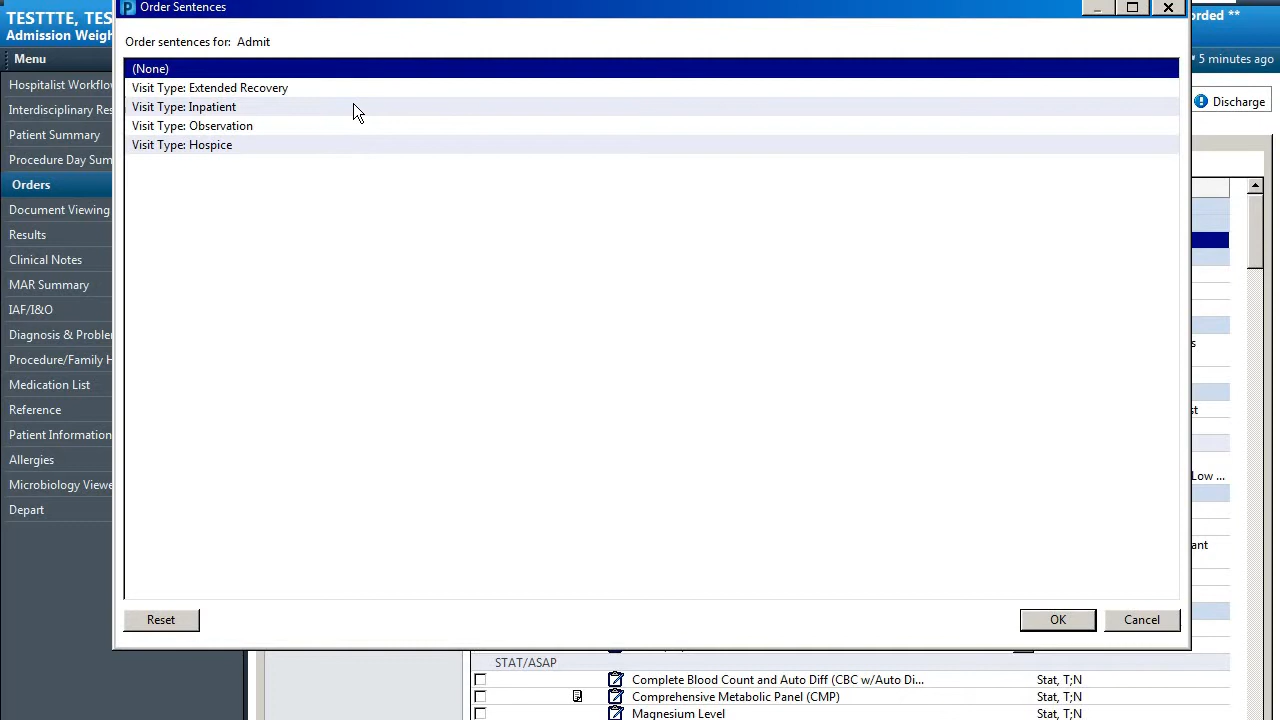 Order Sentences
TESTTTE, TES
Admission Weigh
orded **
Menu
5 minutes ago
Order sentences for: Admit
(None)
Visit Type: Extended Recovery
Visit Type: Inpatient
Visit Type: Observation
Visit Type: Hospice
Discharge
Hospitalist Workflow
Interdisciplinary Res
Patient Summary
Procedure Day Sum
Orders
Document Viewing
Results
Clinical Notes
MAR Summary
IAF/I&O
Diagnosis & Problem
Procedure/Family H
Medication List
Reference
Patient Information
Allergies
Microbiology Viewe
Depart
s
st
Low ...
ant
Reset
OK
Cancel
STAT/ASAP
Complete Blood Count and Auto Diff (CBC w/Auto Di... Stat, T;N
Comprehensive Metabolic Panel (CMP) Stat, T;N
Magnesium Level Stat, T;N